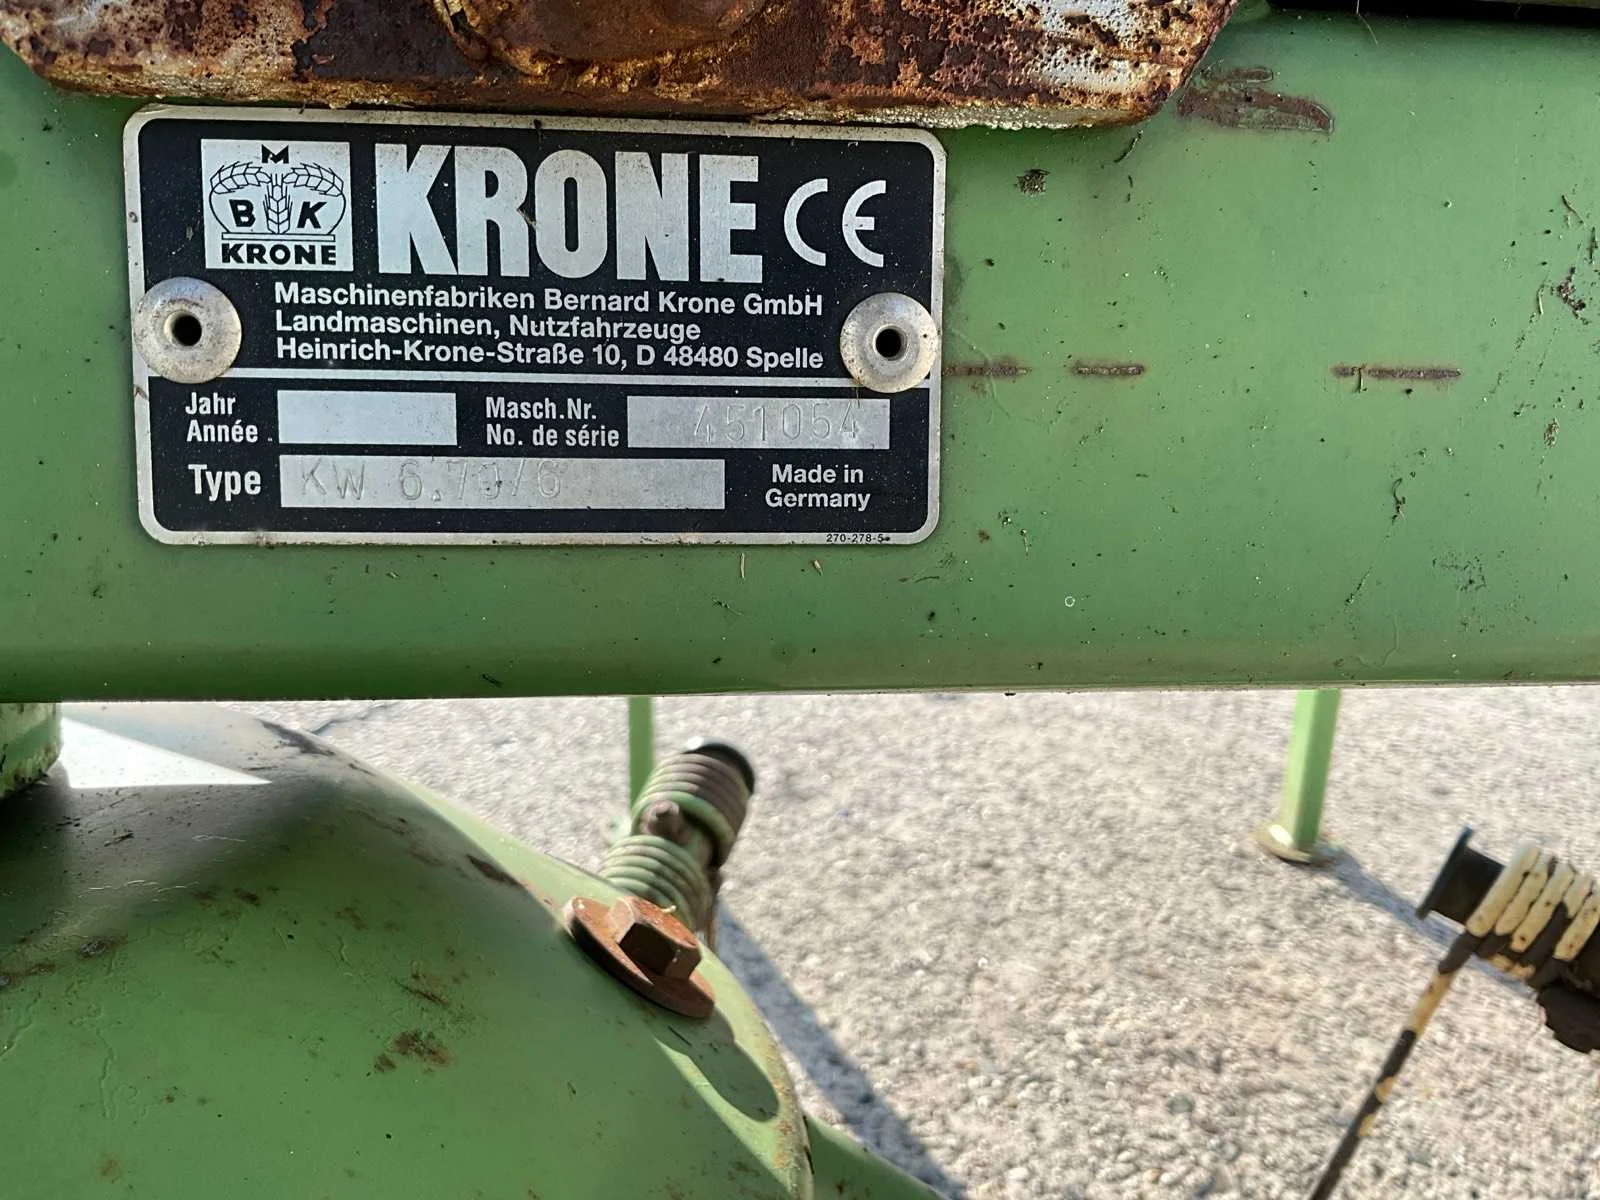 M
B K
KRONE
KRONE CE
Maschinenfabriken Bernard Krone GmbH
Landmaschinen, Nutzfahrzeuge
Heinrich-Krone-Straße 10, D 48480 Spelle
Jahr
Année
Masch.Nr.
No. de série
451054
Type KW 6.70/6
Made in
Germany
270-278-5